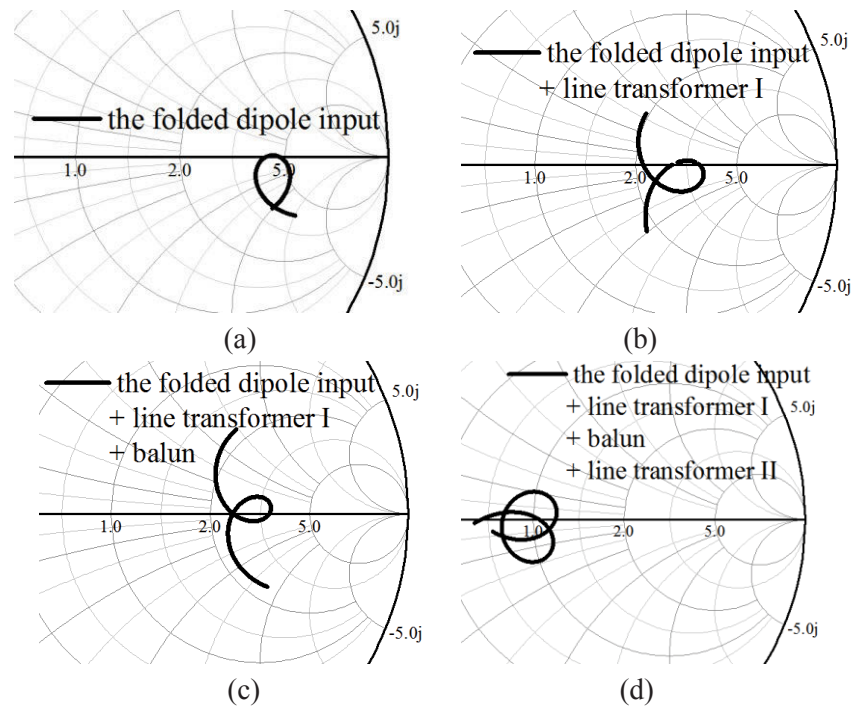 5.0j
the folded dipole input
1.0
2.0
5.0
-5.0j
(a)
5.0j
the folded dipole input
+ line transformer I
1.0
2.0
5.0
-5.0j
(b)
the folded dipole input
+ line transformer I
+ balun
5.0j
1.0
2.0
5.0
-5.0j
(c)
the folded dipole input
+ line transformer I
+ balun
+ line transformer II
5.0j
1.0
2.0
5.0
-5.0j
(d)